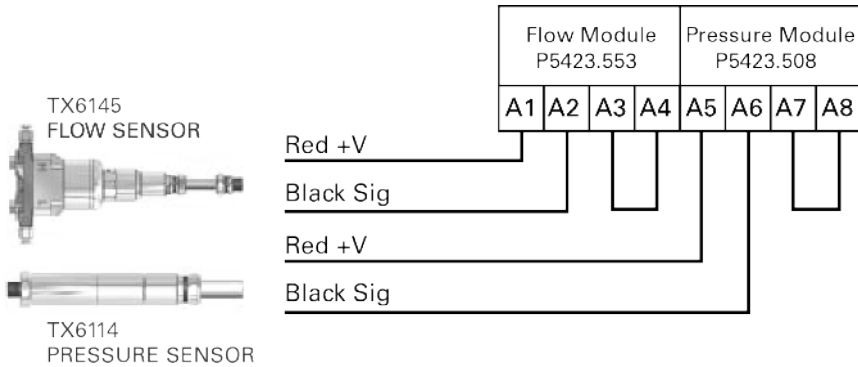 Flow Module
P5423.553
Pressure Module
P5423.508
A1 A2 A3 A4 A5 A6 A7 A8
TX6145
FLOW SENSOR
Red +V
Black Sig
Red +V
Black Sig
TX6114
PRESSURE SENSOR